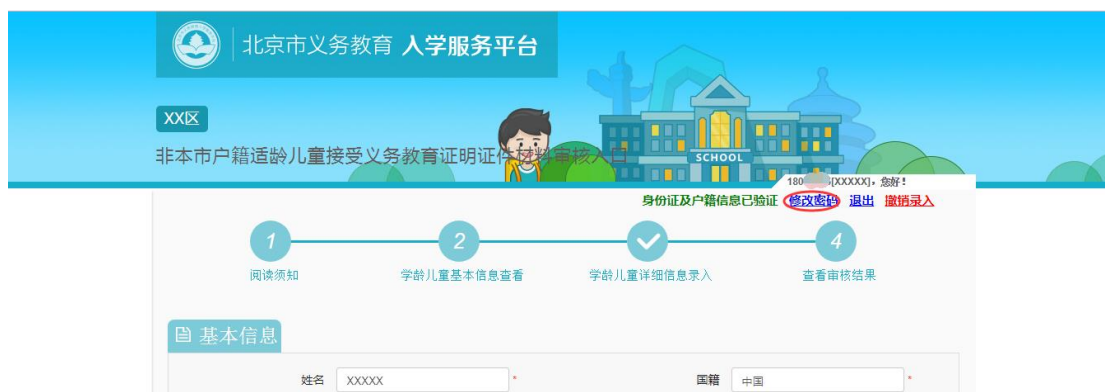 北京市义务教育 入学服务平台
XX区
非本市户籍适龄儿童接受义务教育证明证件材料审核入口
SCHOOL
180 5[XXXXX]，您好！
身份证及户籍信息已验证 修改密码 退出 撤销录入
1 2 4
阅读须知 学龄儿童基本信息查看 学龄儿童详细信息录入 查看审核结果
基本信息
姓名 XXXXX * 国籍 中国 *